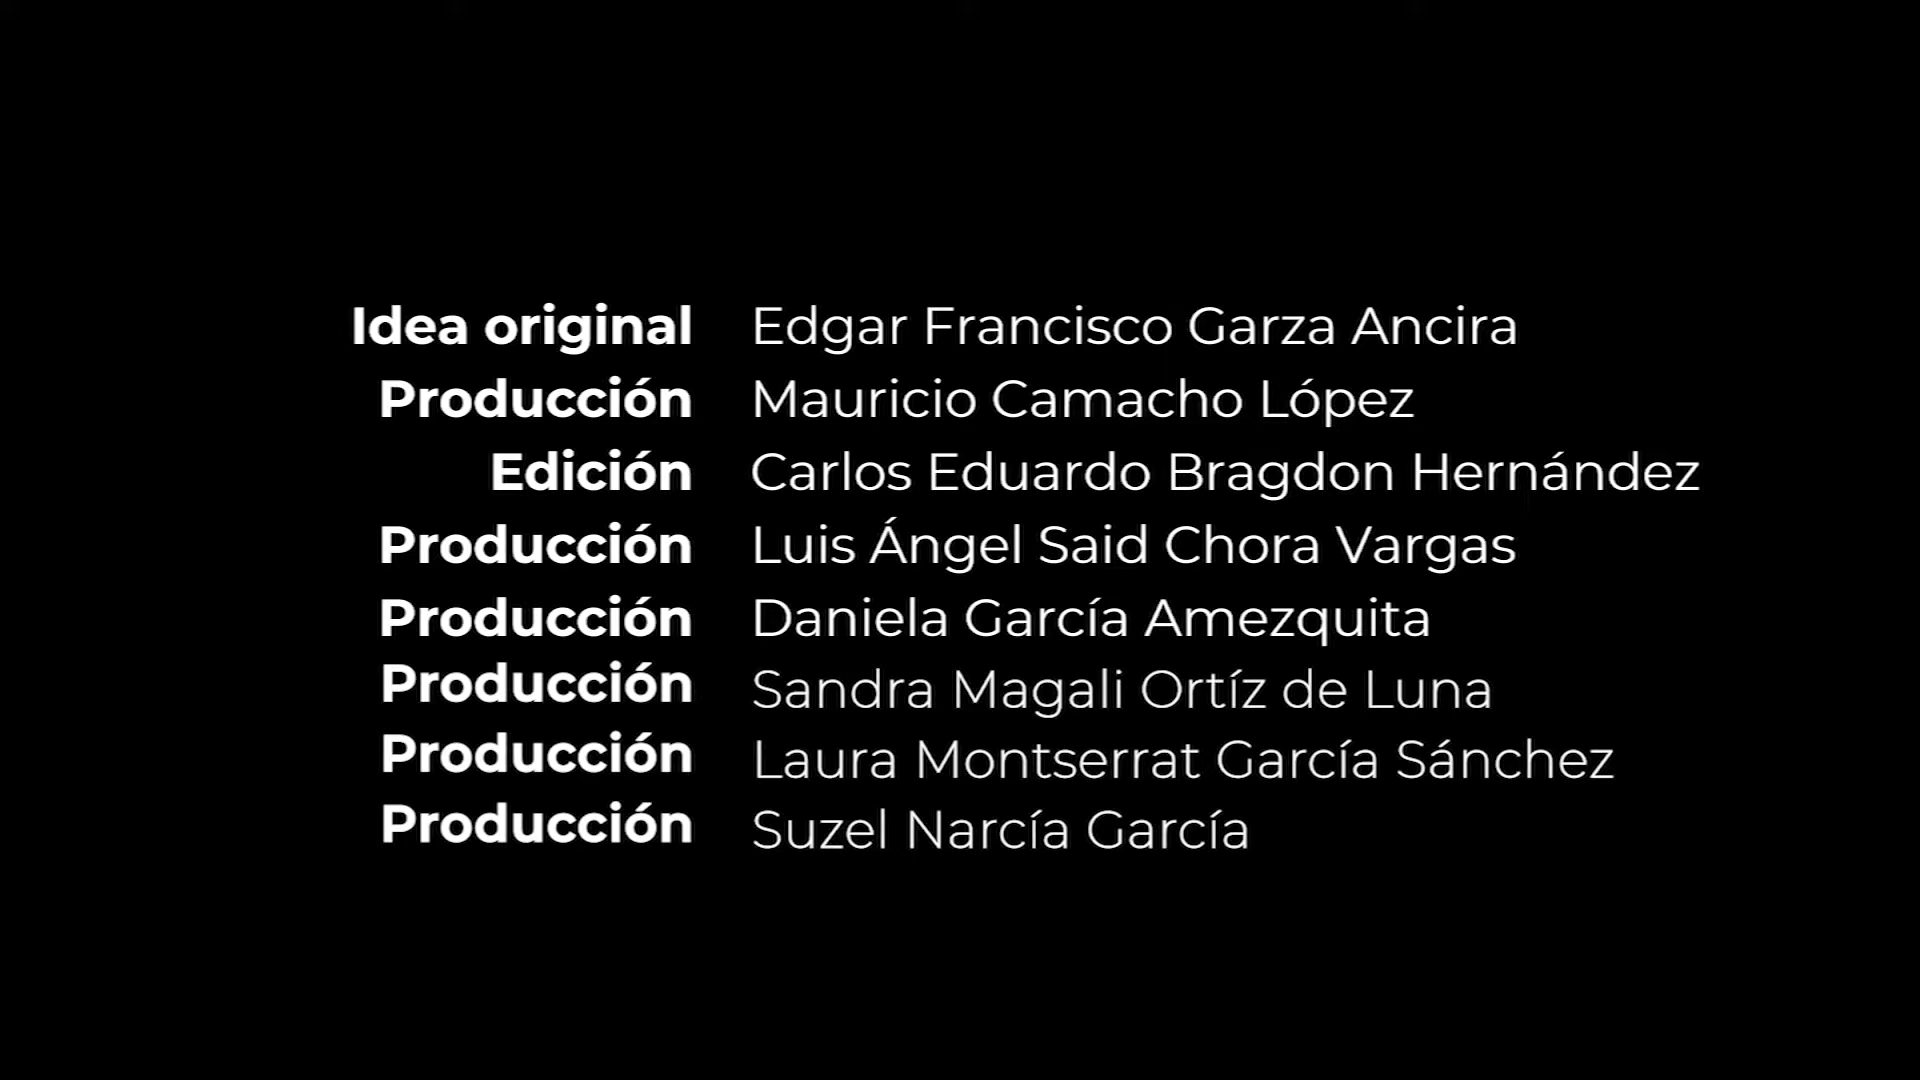 Idea original Edgar Francisco Garza Ancira
Producción Mauricio Camacho López
Edición Carlos Eduardo Bragdon Hernández
Producción Luis Ángel Said Chora Vargas
Producción Daniela García Amezquita
Producción Sandra Magali Ortíz de Luna
Producción Laura Montserrat García Sánchez
Producción Suzel Narcía García